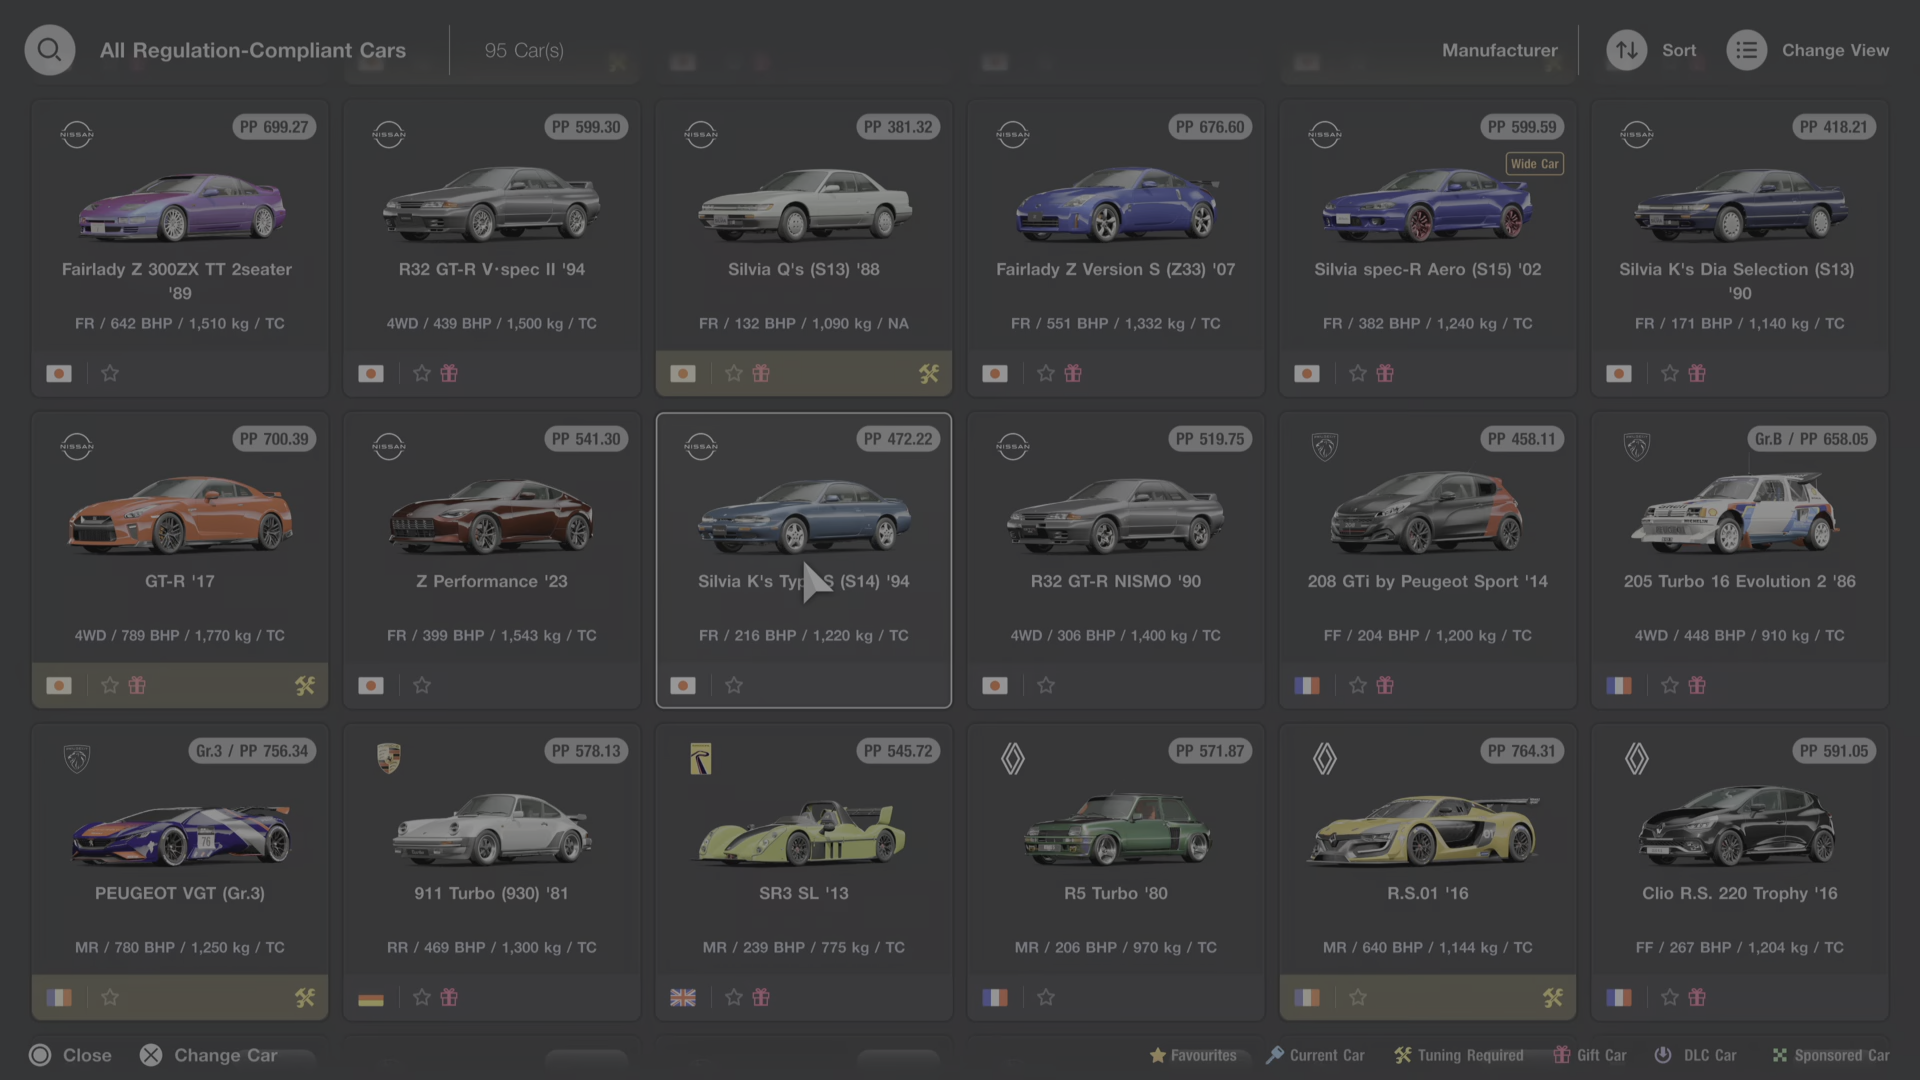 All Regulation-Compliant Cars
95 Car(s)
Manufacturer
Sort
Change View
NISSAN
PP 699.27
Fairlady Z 300ZX TT 2seater
'89
FR / 642 BHP / 1,510 kg / TC
NISSAN
PP 599.30
R32 GT-R V·spec II '94
4WD / 439 BHP / 1,500 kg / TC
NISSAN
PP 381.32
Silvia Q's (S13) '88
FR / 132 BHP / 1,090 kg / NA
NISSAN
PP 676.60
Fairlady Z Version S (Z33) '07
FR / 551 BHP / 1,332 kg / TC
NISSAN
PP 599.59
Wide Car
Silvia spec-R Aero (S15) '02
FR / 382 BHP / 1,240 kg / TC
NISSAN
PP 418.21
Silvia K's Dia Selection (S13)
'90
FR / 171 BHP / 1,140 kg / TC
NISSAN
PP 700.39
GT-R '17
4WD / 789 BHP / 1,770 kg / TC
NISSAN
PP 541.30
Z Performance '23
FR / 399 BHP / 1,543 kg / TC
NISSAN
PP 472.22
Silvia K's Type S (S14) '94
FR / 216 BHP / 1,220 kg / TC
NISSAN
PP 519.75
R32 GT-R NISMO '90
4WD / 306 BHP / 1,400 kg / TC
PP 458.11
208 GTi by Peugeot Sport '14
FF / 204 BHP / 1,200 kg / TC
Gr.B / PP 658.05
205 Turbo 16 Evolution 2 '86
4WD / 448 BHP / 910 kg / TC
Gr.3 / PP 756.34
76
PEUGEOT VGT (Gr.3)
MR / 780 BHP / 1,250 kg / TC
PP 578.13
911 Turbo (930) '81
RR / 469 BHP / 1,300 kg / TC
PP 545.72
SR3 SL '13
MR / 239 BHP / 775 kg / TC
PP 571.87
R5 Turbo '80
MR / 206 BHP / 970 kg / TC
PP 764.31
R.S.01 '16
MR / 640 BHP / 1,144 kg / TC
PP 591.05
Clio R.S. 220 Trophy '16
FF / 267 BHP / 1,204 kg / TC
Close
Change Car
Favourites
Current Car
Tuning Required
Gift Car
DLC Car
Sponsored Car